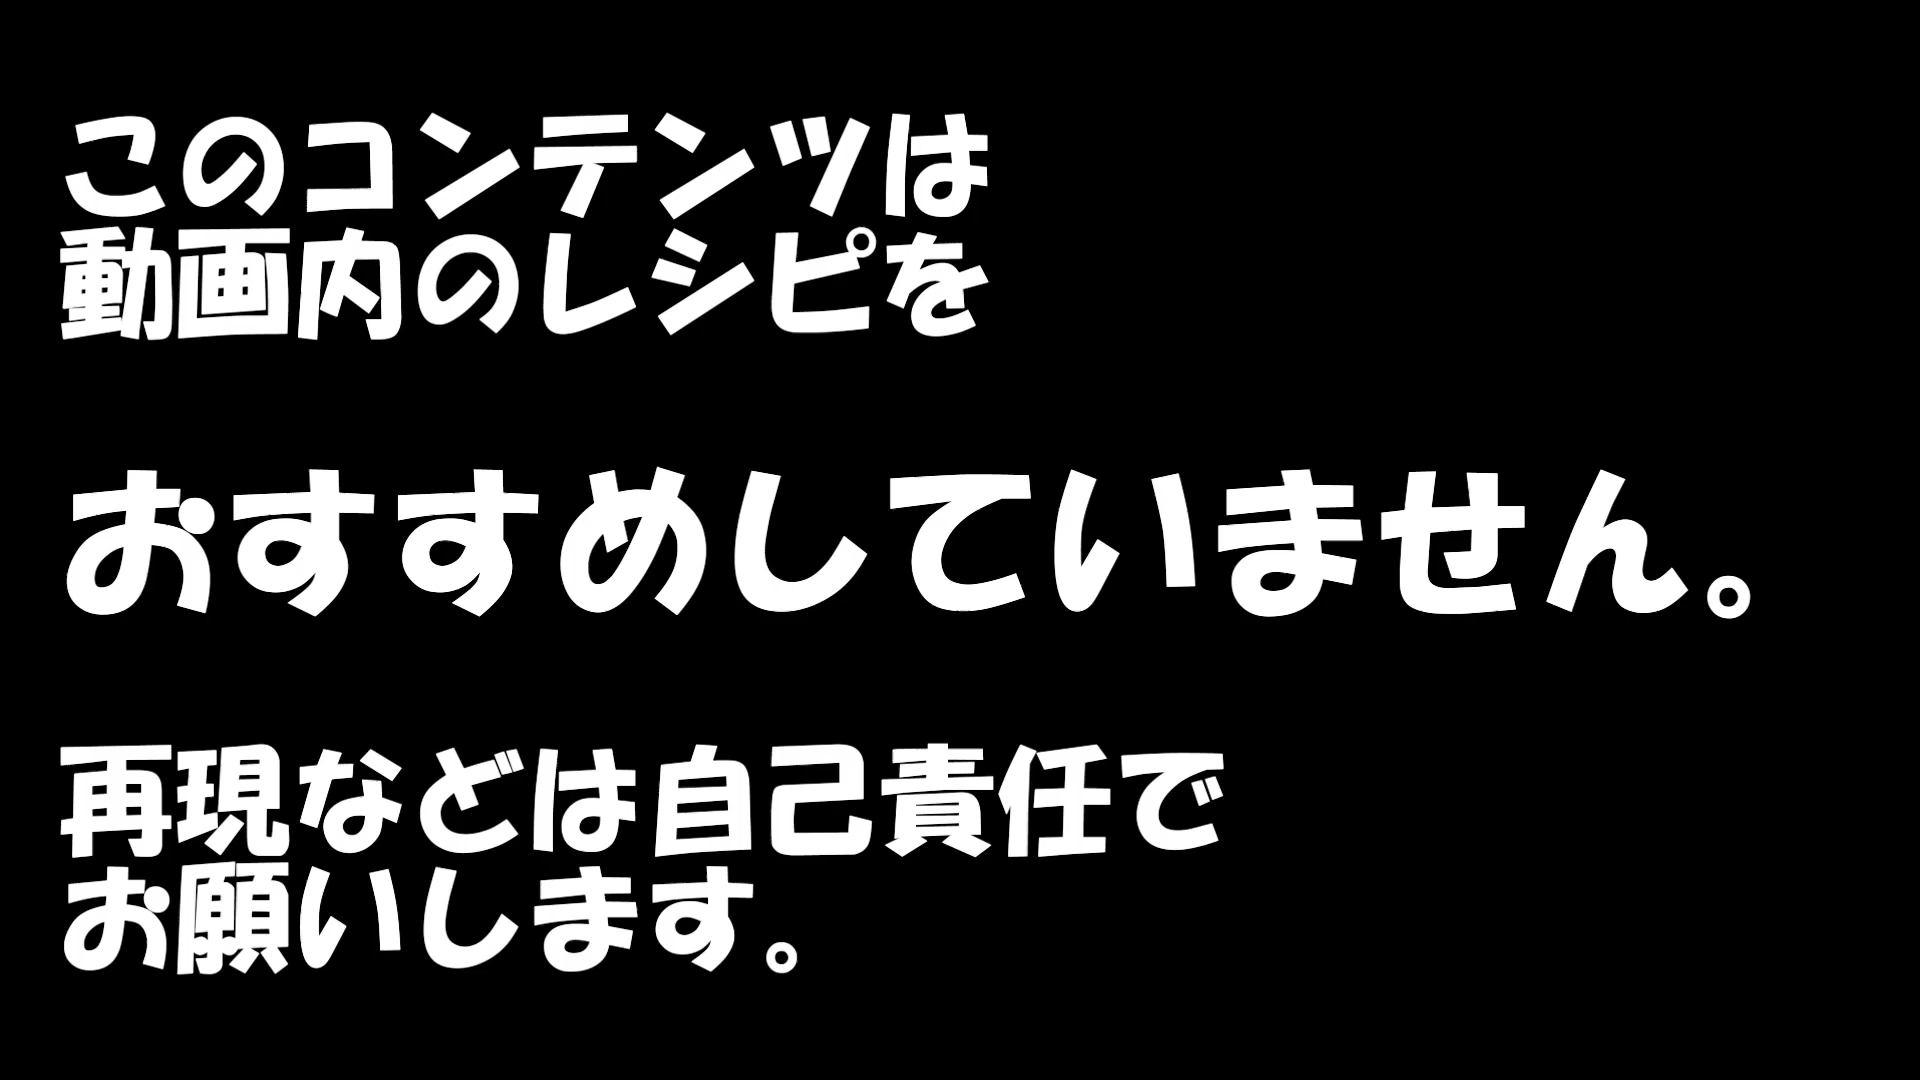 このコンテンツは
動画内のレシピを
おすすめしていません。
再現などは自己責任で
お願いします。